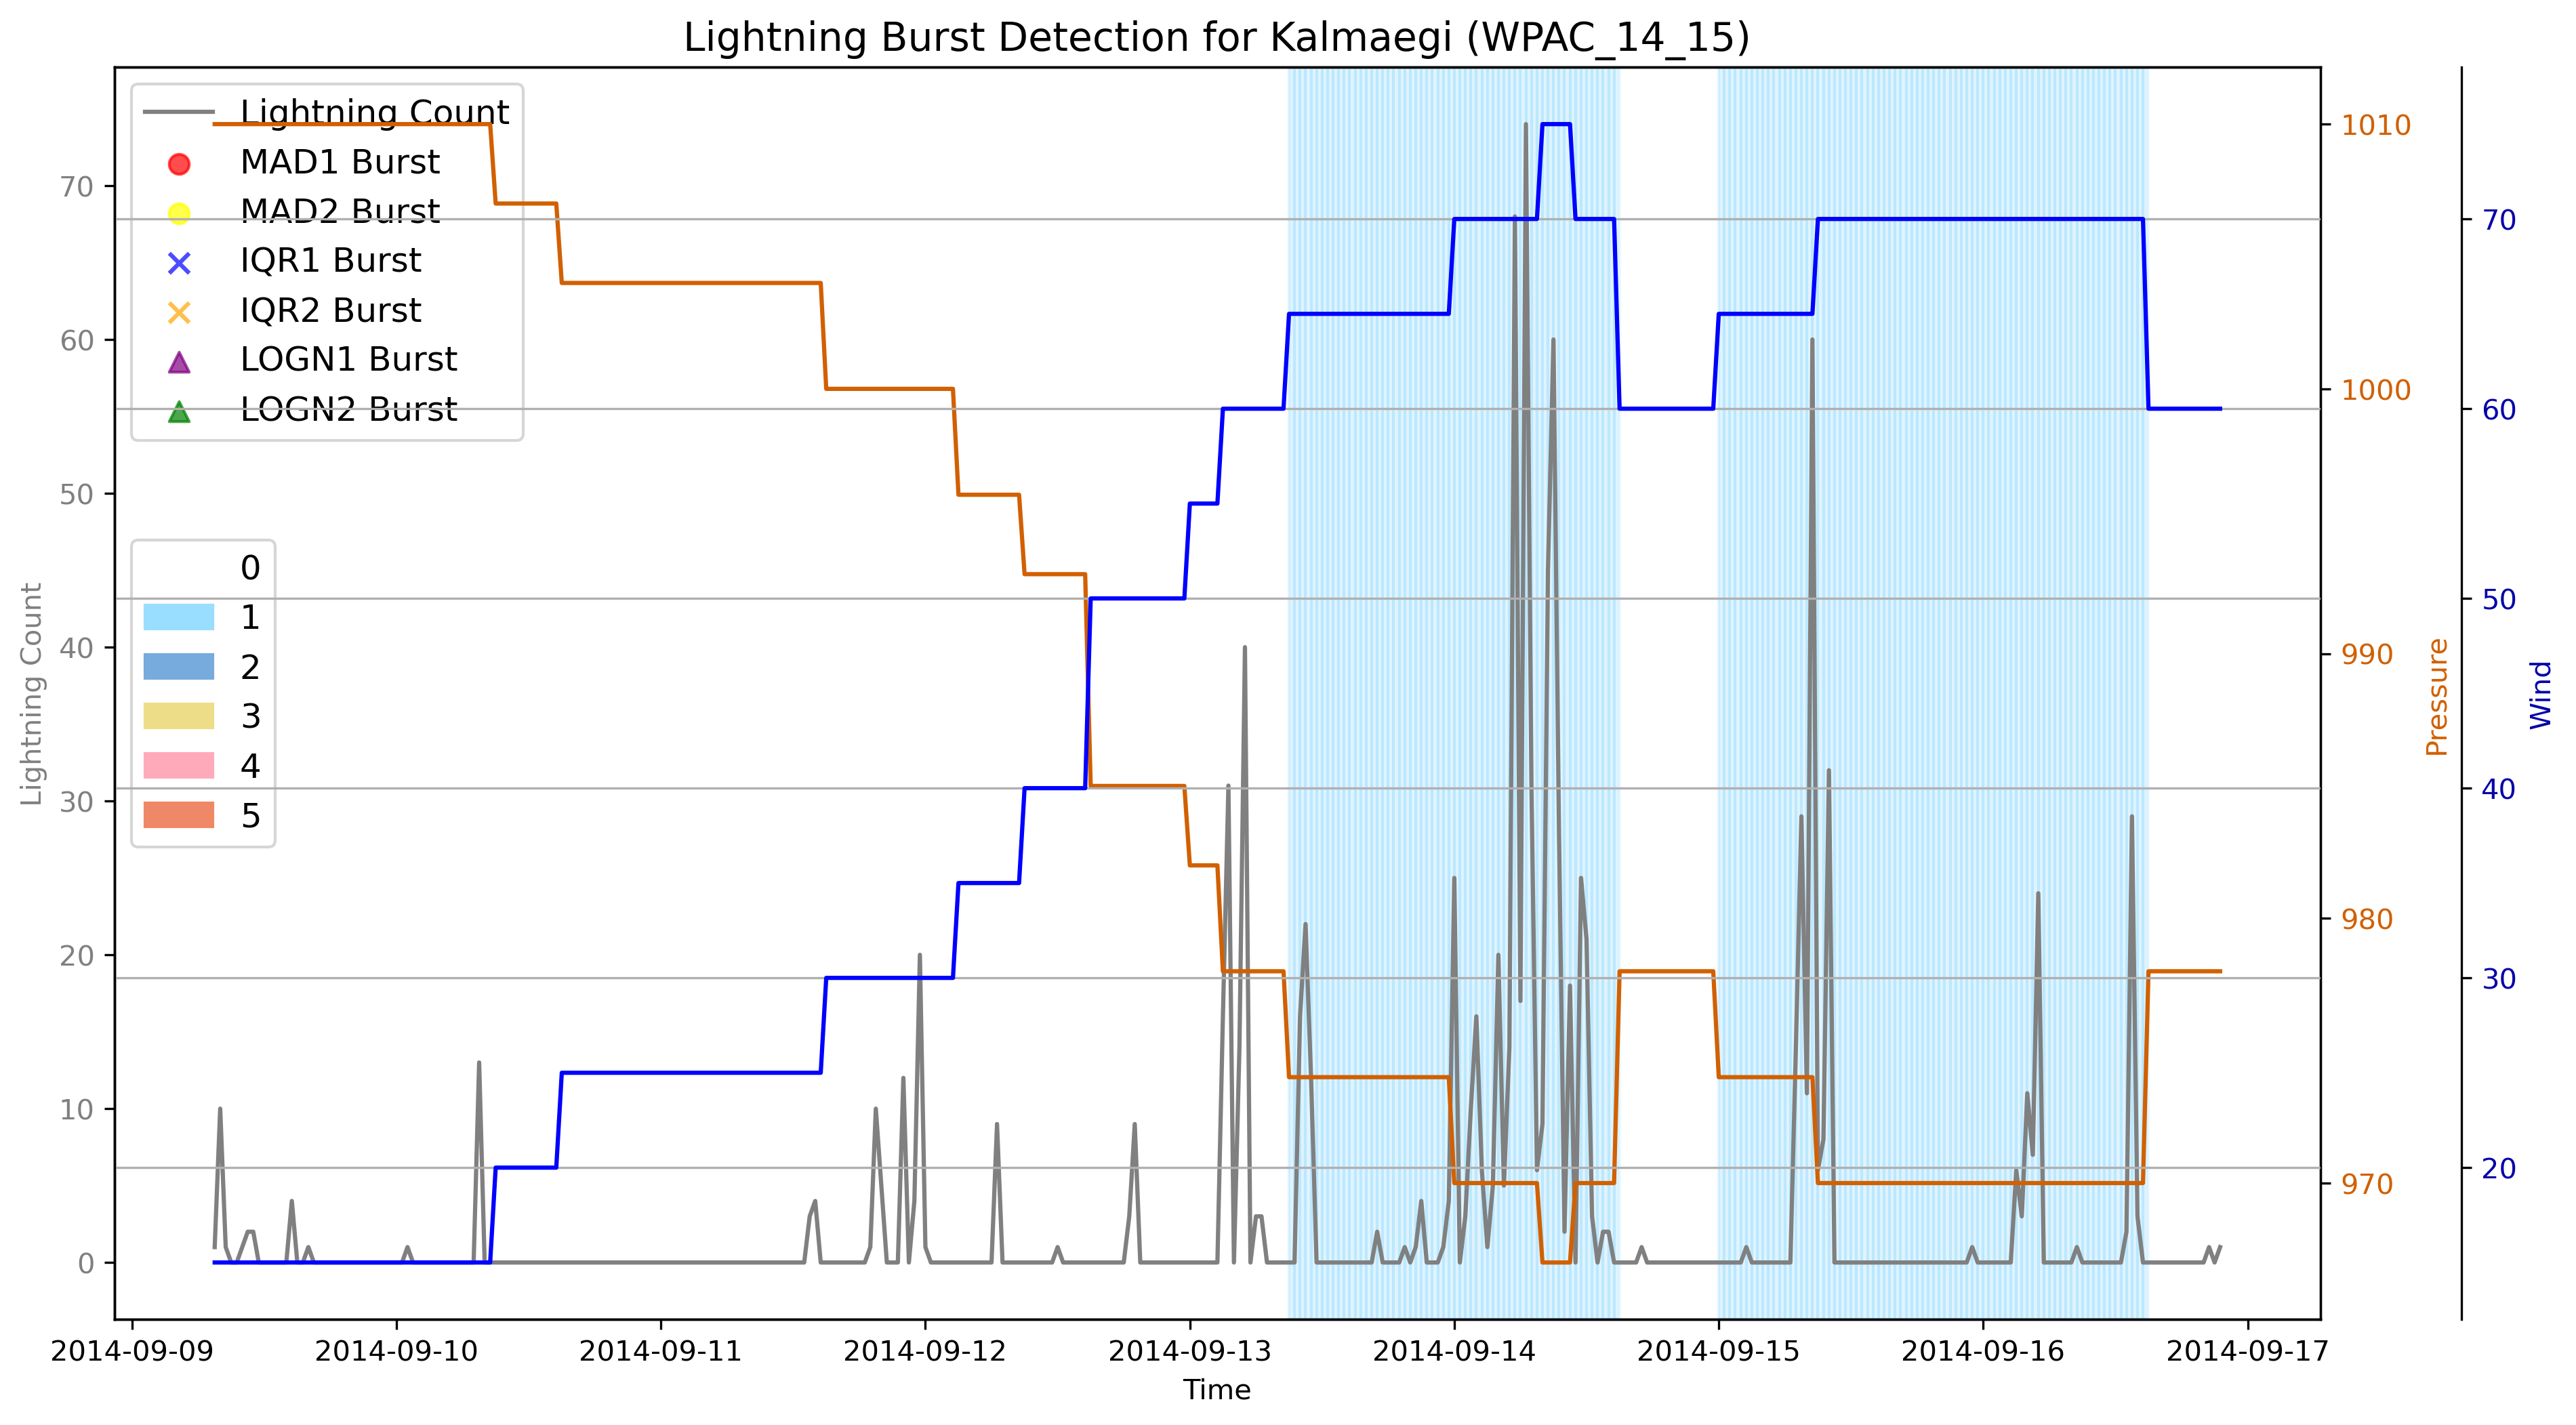 Lightning Burst Detection for Kalmaegi (WPAC_14_15)
Lightning Count
MAD1 Burst
MAD2 Burst
IQR1 Burst
IQR2 Burst
LOGN1 Burst
LOGN2 Burst
0
1
2
3
4
5
Lightning Count
70
60
50
40
30
20
10
0
1010
1000
990
980
970
Pressure
70
60
50
40
30
20
Wind
2014-09-09 2014-09-10 2014-09-11 2014-09-12 2014-09-13 2014-09-14 2014-09-15 2014-09-16 2014-09-17
Time